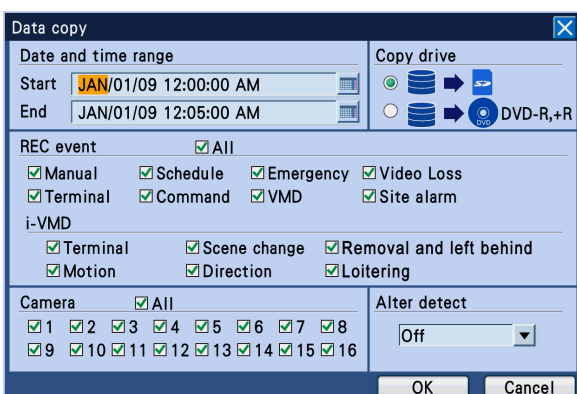 Data copy
Date and time range
Start JAN/01/09 12:00:00 AM
End JAN/01/09 12:05:00 AM
Copy drive
SD
DVD DVD-R,+R
REC event All
Manual Schedule Emergency Video Loss
Terminal Command VMD Site alarm
i-VMD
Terminal Scene change Removal and left behind
Motion Direction Loitering
Camera All
1 2 3 4 5 6 7 8
9 10 11 12 13 14 15 16
Alter detect
Off
OK Cancel